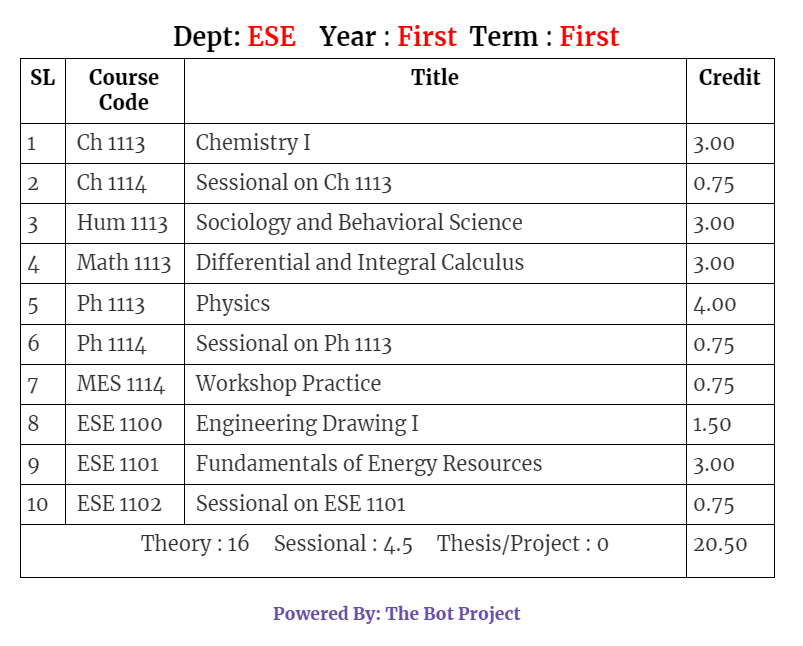 Dept: ESE Year : First Term : First
SL Course Code Title Credit
1 Ch 1113 Chemistry I 3.00
2 Ch 1114 Sessional on Ch 1113 0.75
3 Hum 1113 Sociology and Behavioral Science 3.00
4 Math 1113 Differential and Integral Calculus 3.00
5 Ph 1113 Physics 4.00
6 Ph 1114 Sessional on Ph 1113 0.75
7 MES 1114 Workshop Practice 0.75
8 ESE 1100 Engineering Drawing I 1.50
9 ESE 1101 Fundamentals of Energy Resources 3.00
10 ESE 1102 Sessional on ESE 1101 0.75
Theory : 16 Sessional : 4.5 Thesis/Project : 0 20.50
Powered By: The Bot Project